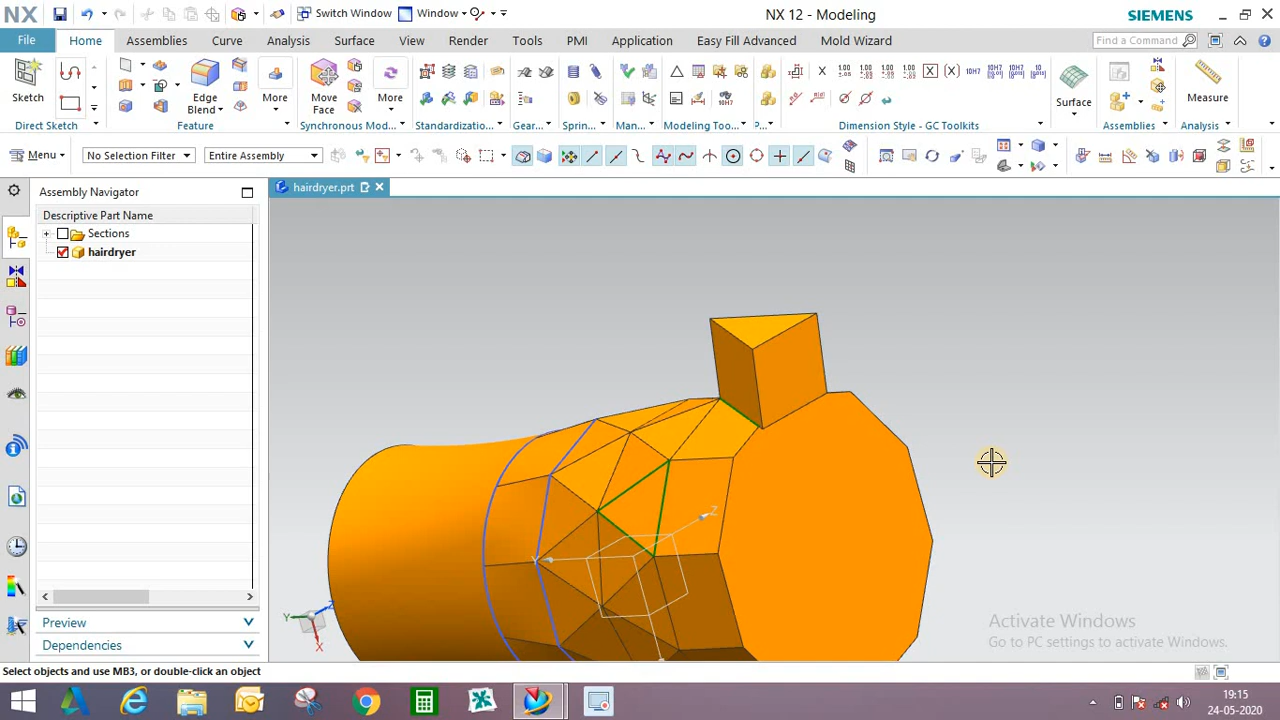 NX
Switch Window
Window
NX 12 - Modeling
SIEMENS
File
Home
Assemblies
Curve
Analysis
Surface
View
Render
Tools
PMI
Application
Easy Fill Advanced
Mold Wizard
Find a Command
Sketch
Edge
Blend
More
Move
Face
More
Surface
Measure
Direct Sketch
Feature
Synchronous Mod...
Standardization...
Gear...
Sprin...
Man...
Modeling Too...
P...
Dimension Style - GC Toolkits
Assemblies
Analysis
Menu
No Selection Filter
Entire Assembly
Assembly Navigator
hairdryer.prt
Descriptive Part Name
Sections
hairdryer
Z
Y
Y
Z
X
Preview
Dependencies
Activate Windows
Go to PC settings to activate Windows.
Select objects and use MB3, or double-click an object
19:15
24-05-2020